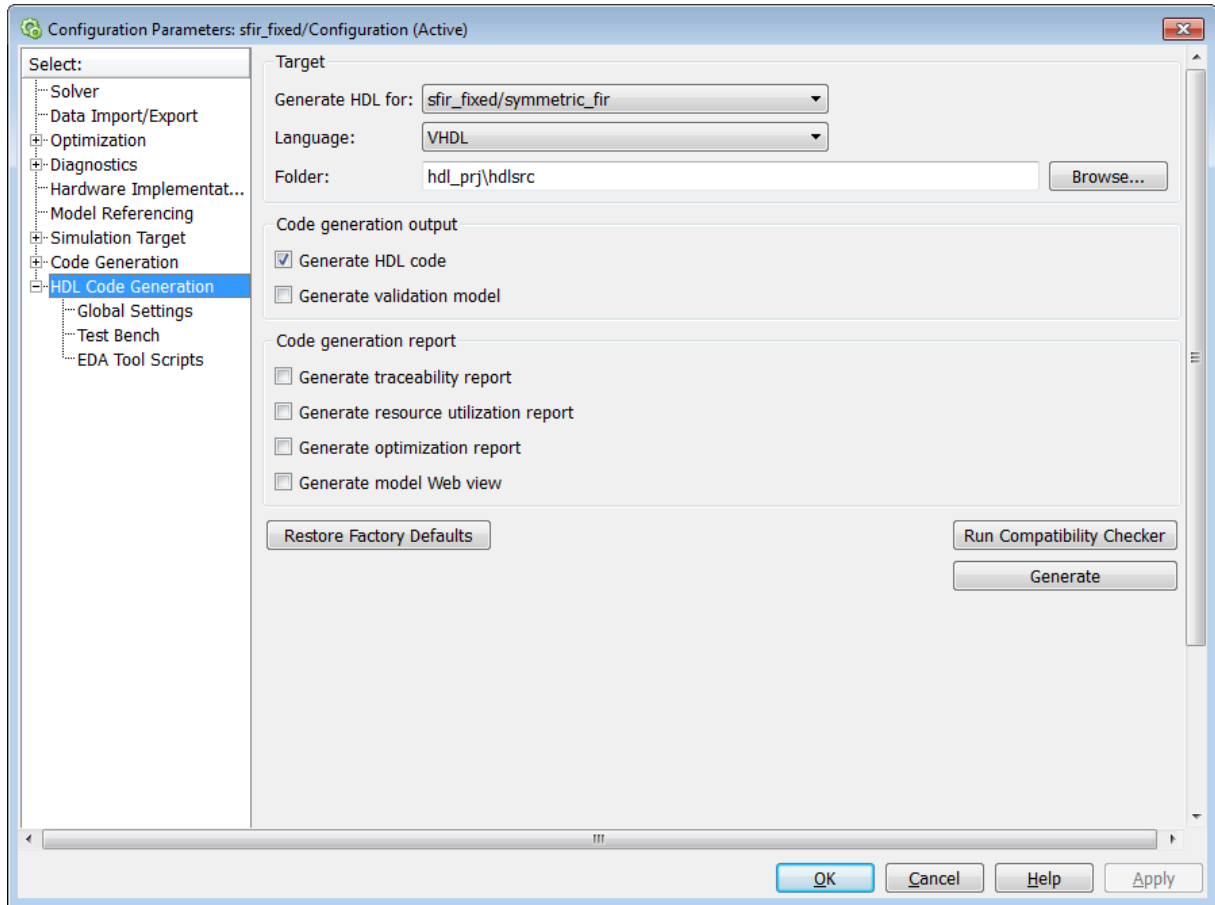 Configuration Parameters: sfir_fixed/Configuration (Active)
Select:
Solver
Data Import/Export
Optimization
Diagnostics
Hardware Implementat...
Model Referencing
Simulation Target
Code Generation
HDL Code Generation
Global Settings
Test Bench
EDA Tool Scripts
Target
Generate HDL for: sfir_fixed/symmetric_fir
Language: VHDL
Folder: hdl_prj\hdlsrc Browse...
Code generation output
Generate HDL code
Generate validation model
Code generation report
Generate traceability report
Generate resource utilization report
Generate optimization report
Generate model Web view
Restore Factory Defaults Run Compatibility Checker
Generate
OK Cancel Help Apply